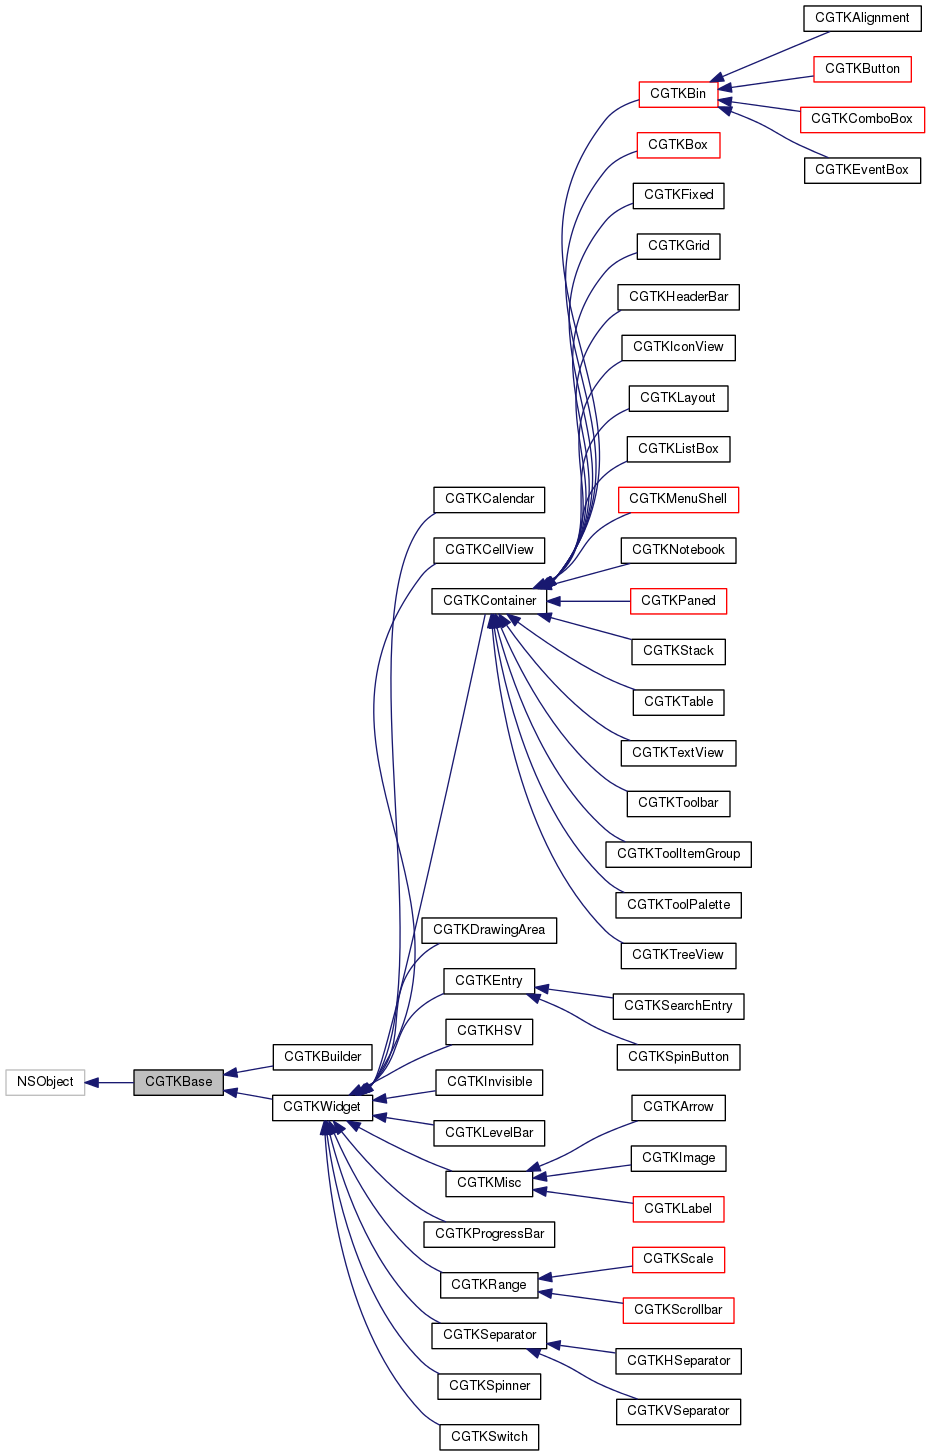 CGTKAlignment
CGTKButton
CGTKBin
CGTKComboBox
CGTKBox
CGTKEventBox
CGTKFixed
CGTKGrid
CGTKHeaderBar
CGTKIconView
CGTKLayout
CGTKListBox
CGTKCalendar
CGTKMenuShell
CGTKCellView
CGTKNotebook
CGTKContainer
CGTKPaned
CGTKStack
CGTKTable
CGTKTextView
CGTKToolbar
CGTKToolItemGroup
CGTKToolPalette
CGTKDrawingArea
CGTKTreeView
CGTKEntry
CGTKSearchEntry
CGTKHSV
CGTKSpinButton
CGTKBuilder
NSObject
CGTKBase
CGTKInvisible
CGTKWidget
CGTKArrow
CGTKLevelBar
CGTKImage
CGTKMisc
CGTKLabel
CGTKProgressBar
CGTKScale
CGTKRange
CGTKScrollbar
CGTKSeparator
CGTKHSeparator
CGTKSpinner
CGTKVSeparator
CGTKSwitch